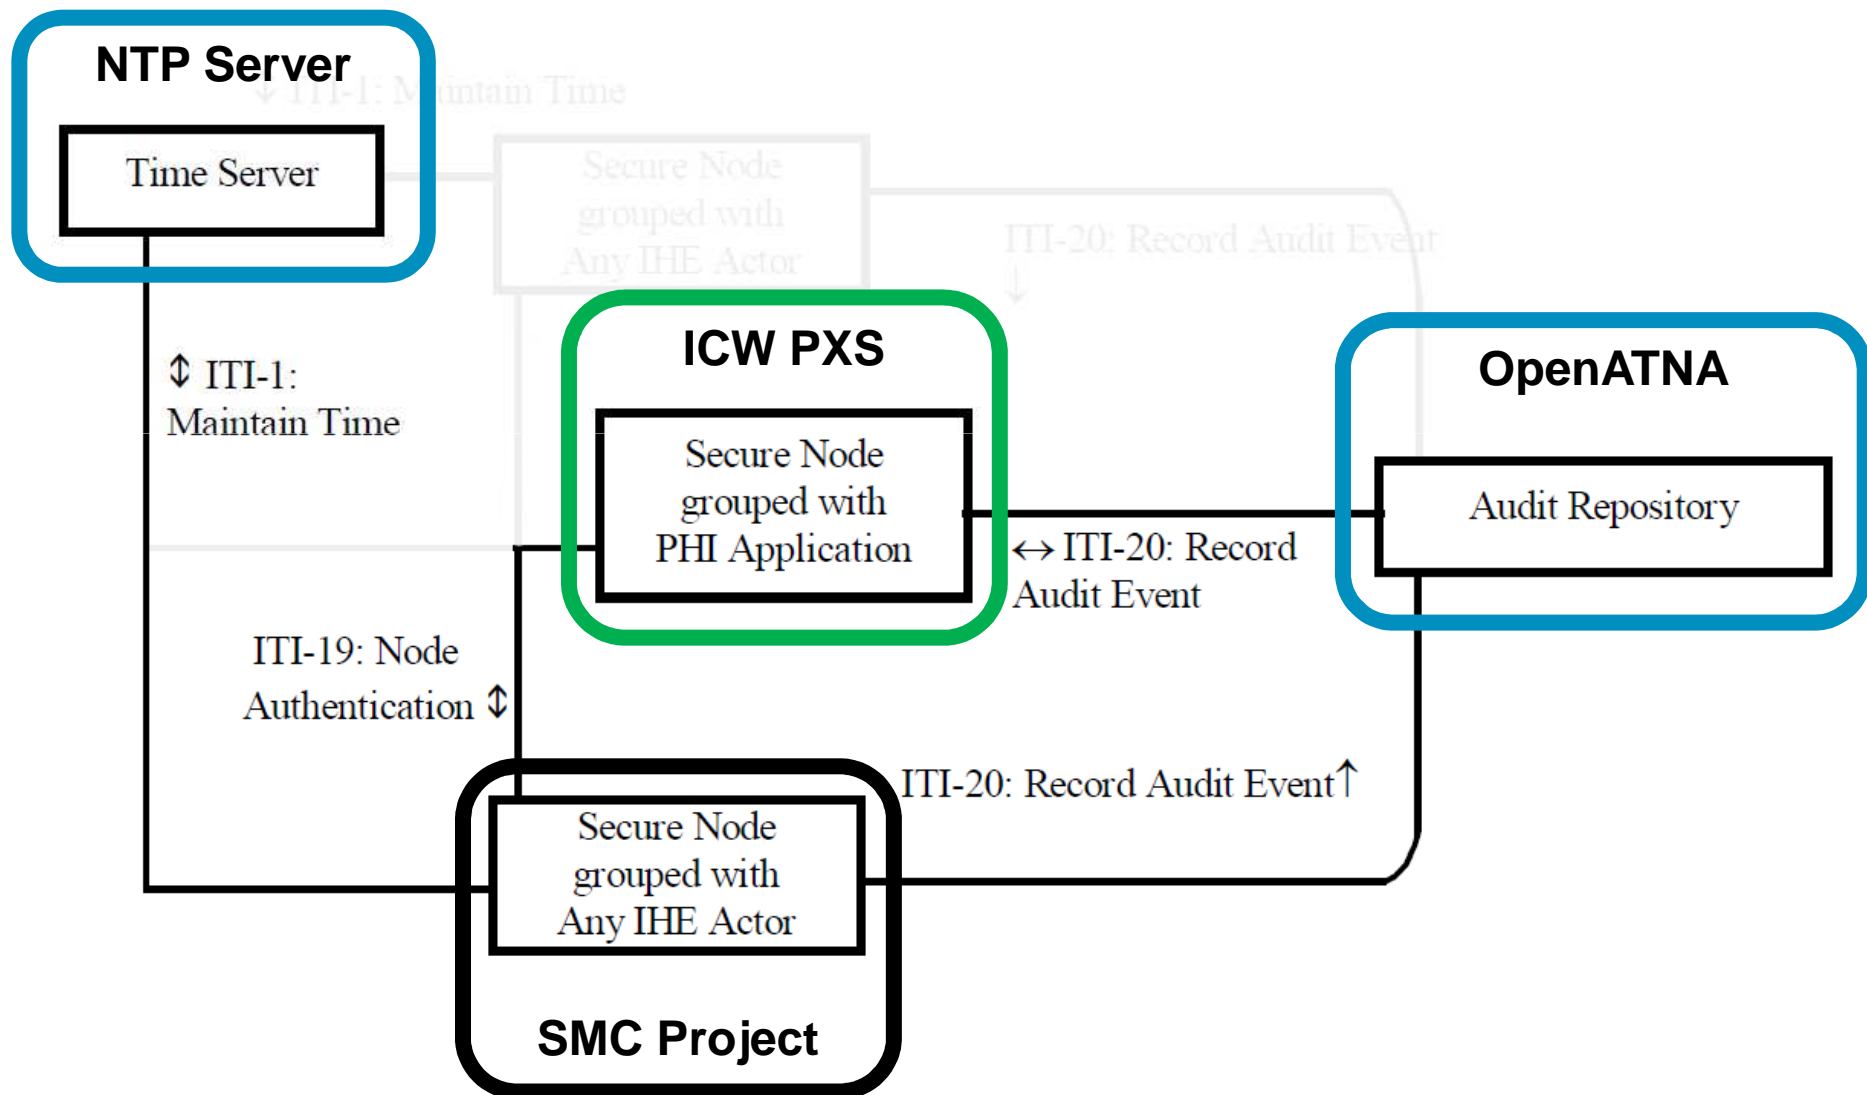 NTP Server
↕ ITI-1: Maintain Time
Time Server
Secure Node
grouped with
Any IHE Actor
ITI-20: Record Audit Event
↓
ICW PXS
OpenATNA
↕ ITI-1:
Maintain Time
Secure Node
grouped with
PHI Application
Audit Repository
↔ ITI-20: Record
Audit Event
ITI-19: Node
Authentication ↕
ITI-20: Record Audit Event↑
Secure Node
grouped with
Any IHE Actor
SMC Project